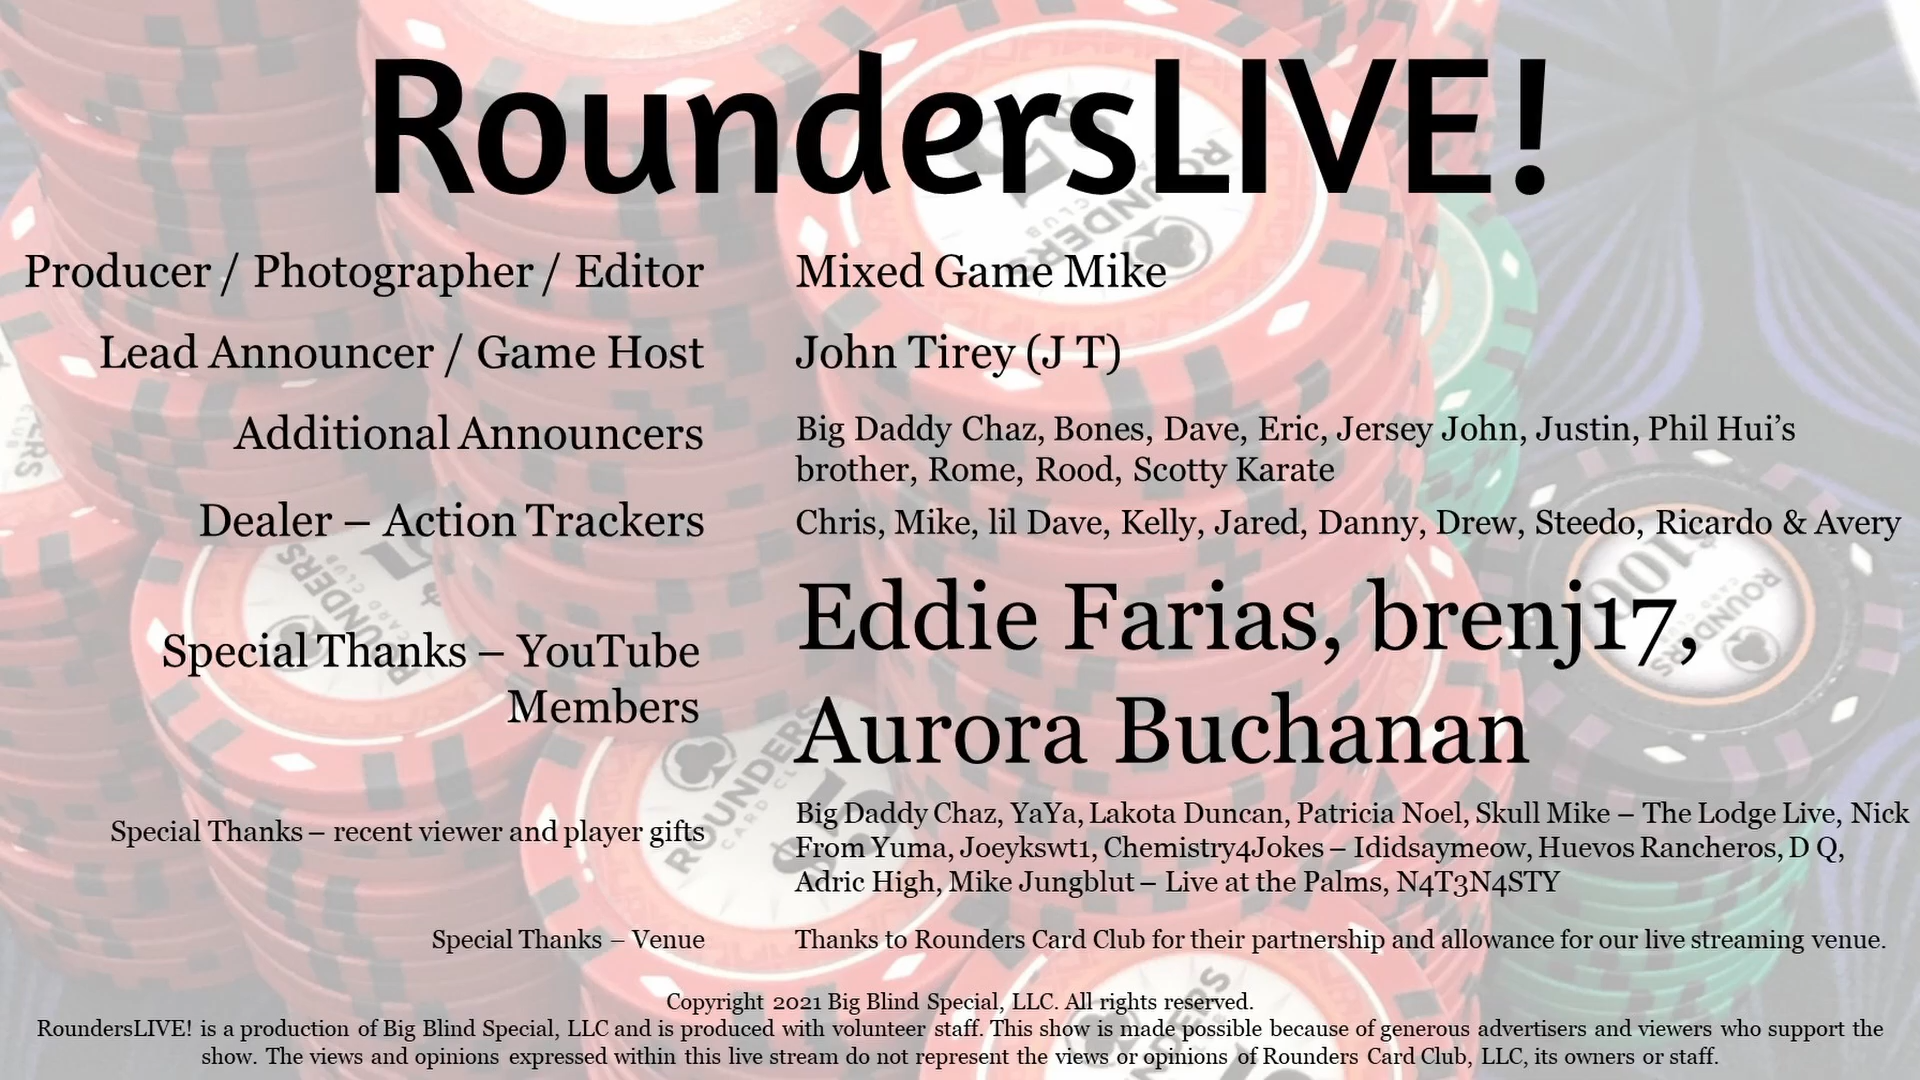 RoundersLIVE!
Producer / Photographer / Editor
Mixed Game Mike
Lead Announcer / Game Host
John Tirey (J T)
Additional Announcers
Big Daddy Chaz, Bones, Dave, Eric, Jersey John, Justin, Phil Hui’s
brother, Rome, Rood, Scotty Karate
Dealer – Action Trackers
Chris, Mike, lil Dave, Kelly, Jared, Danny, Drew, Steedo, Ricardo & Avery
Special Thanks – YouTube
Members
Eddie Farias, brenj17,
Aurora Buchanan
Special Thanks – recent viewer and player gifts
Big Daddy Chaz, YaYa, Lakota Duncan, Patricia Noel, Skull Mike – The Lodge Live, Nick
From Yuma, Joeykswt1, Chemistry4Jokes – Ididsaymeow, Huevos Rancheros, D Q,
Adric High, Mike Jungblut – Live at the Palms, N4T3N4STY
Special Thanks – Venue
Thanks to Rounders Card Club for their partnership and allowance for our live streaming venue.
Copyright 2021 Big Blind Special, LLC. All rights reserved.
RoundersLIVE! is a production of Big Blind Special, LLC and is produced with volunteer staff. This show is made possible because of generous advertisers and viewers who support the
show. The views and opinions expressed within this live stream do not represent the views or opinions of Rounders Card Club, LLC, its owners or staff.
ROUNDERS
CARD CLUB
ROUNDERS
CARD CLUB
ROUNDERS
$100
ROUNDERS